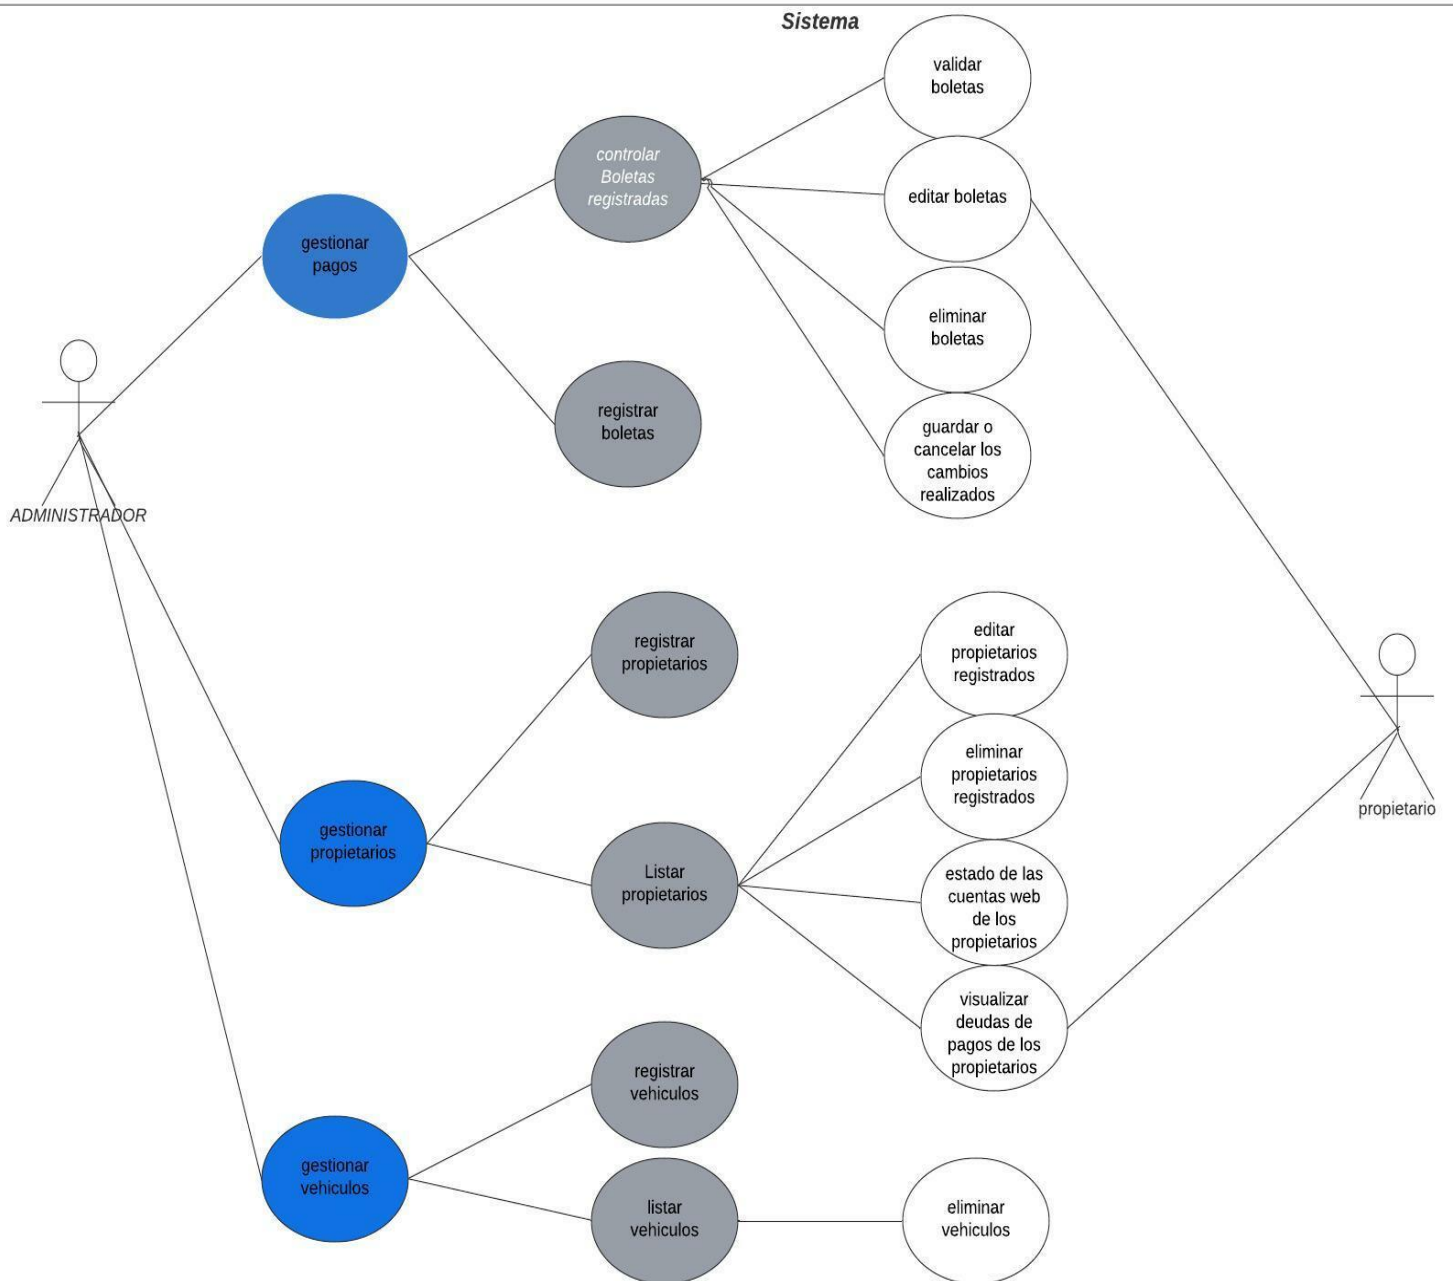 Sistema
validar
boletas
controlar
Boletas
registradas
editar boletas
gestionar
pagos
eliminar
boletas
registrar
boletas
guardar o
cancelar los
cambios
realizados
ADMINISTRADOR
registrar
propietarios
editar
propietarios
registrados
eliminar
propietarios
registrados
propietario
gestionar
propietarios
Listar
propietarios
estado de las
cuentas web
de los
propietarios
visualizar
deudas de
pagos de los
propietarios
registrar
vehiculos
gestionar
vehiculos
listar
vehiculos
eliminar
vehiculos